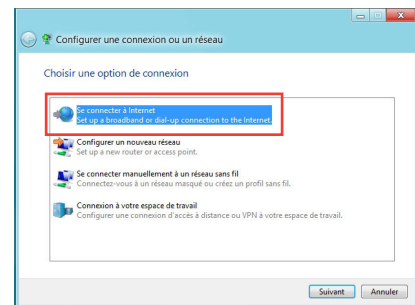 Configurer une connexion ou un réseau
Choisir une option de connexion
Se connecter à Internet
Set up a broadband or dial-up connection to the Internet.
Configurer un nouveau réseau
Set up a new router or access point.
Se connecter manuellement à un réseau sans fil
Connectez-vous à un réseau masqué ou créez un profil sans fil.
Connexion à votre espace de travail
Configurer une connexion d'accès à distance ou VPN à votre espace de travail.
Suivant Annuler